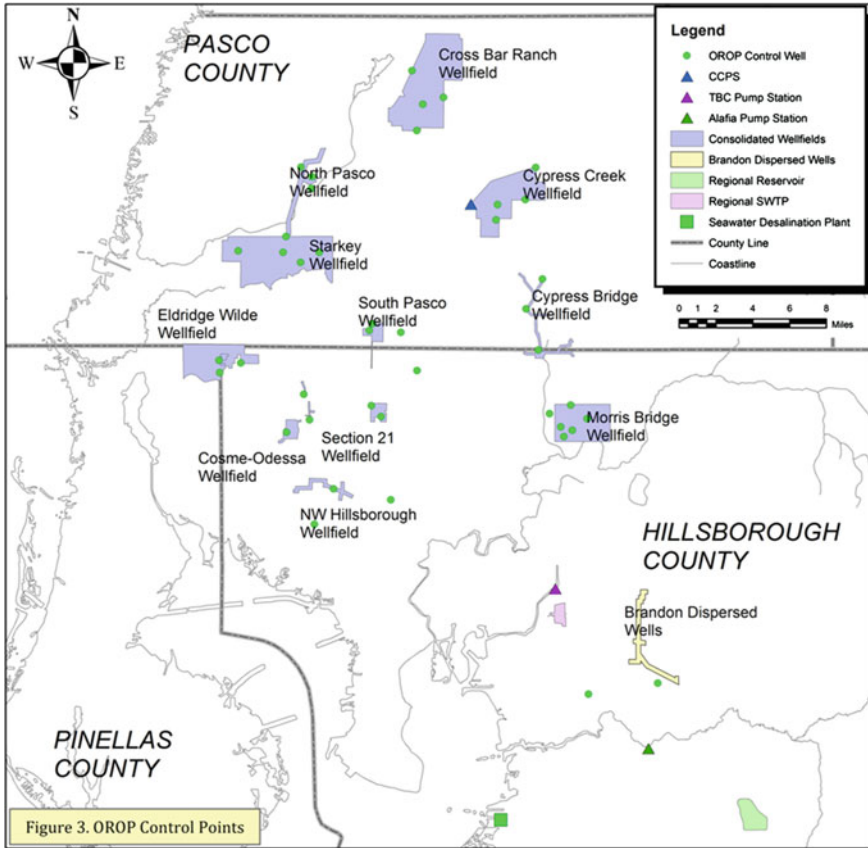 N
W
E
S
PASCO
COUNTY
Cross Bar Ranch
Wellfield
North Pasco
Wellfield
Cypress Creek
Wellfield
Starkey
Wellfield
South Pasco
Wellfield
Cypress Bridge
Wellfield
Eldridge Wilde
Wellfield
Morris Bridge
Wellfield
Section 21
Wellfield
Cosme-Odessa
Wellfield
NW Hillsborough
Wellfield
HILLSBOROUGH
COUNTY
Brandon Dispersed
Wells
PINELLAS
COUNTY
Legend
OROP Control Well
CCPS
TBC Pump Station
Alafia Pump Station
Consolidated Wellfields
Brandon Dispersed Wells
Regional Reservoir
Regional SWTP
Seawater Desalination Plant
County Line
Coastline
0 1 2 4 6 8
Miles
Figure 3. OROP Control Points